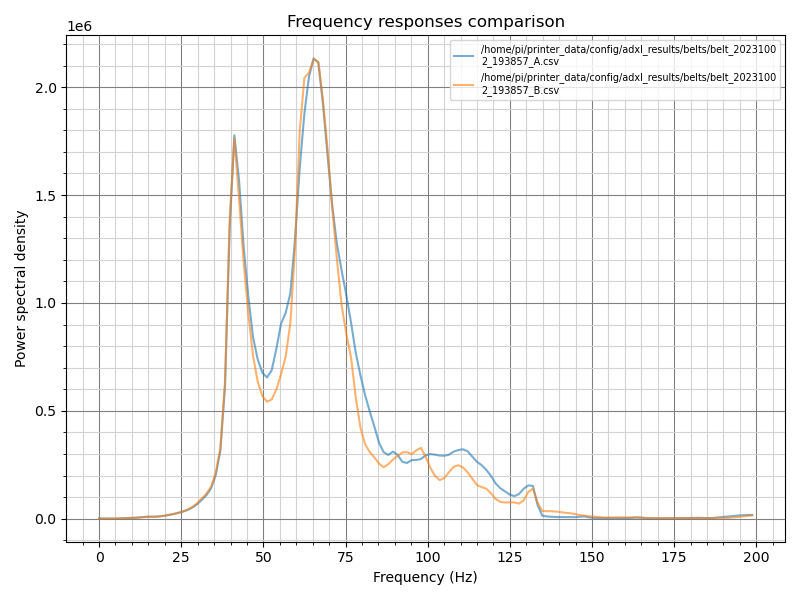 Frequency responses comparison
1e6
/home/pi/printer_data/config/adxl_results/belts/belt_2023100
2_193857_A.csv
/home/pi/printer_data/config/adxl_results/belts/belt_2023100
2_193857_B.csv
2.0
1.5
1.0
0.5
0.0
Power spectral density
0 25 50 75 100 125 150 175 200
Frequency (Hz)